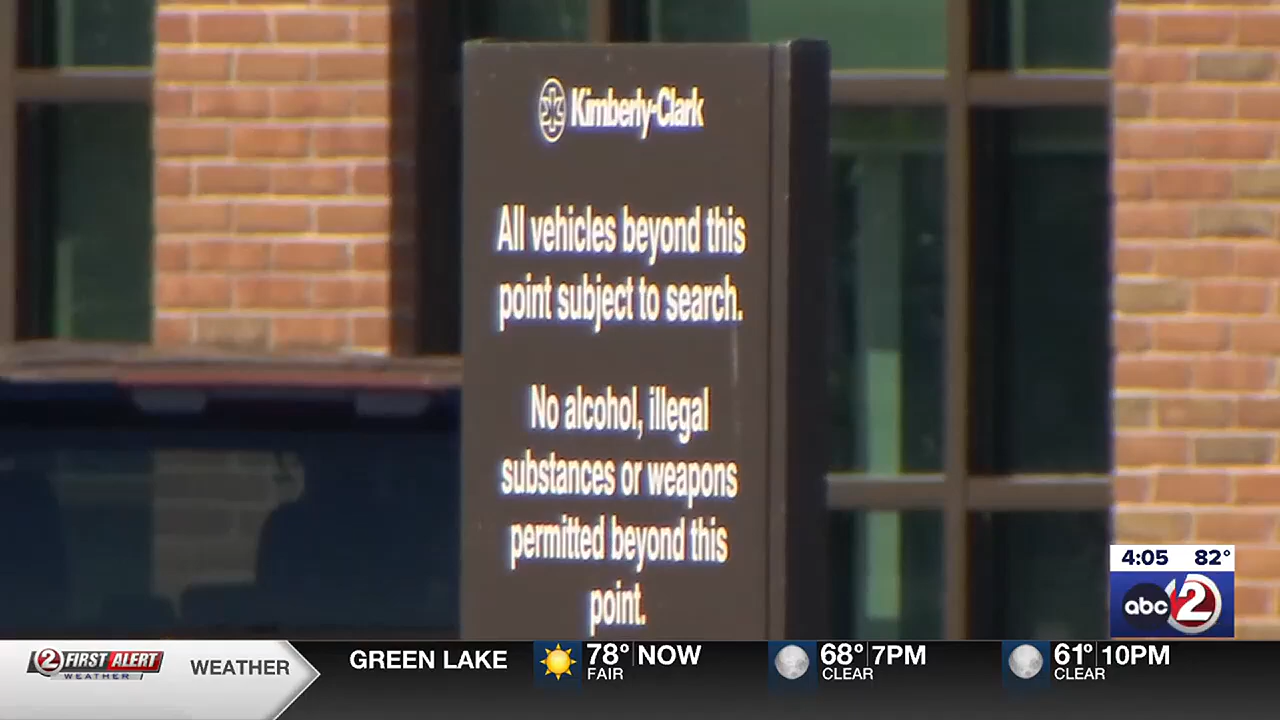 Kimberly-Clark
All vehicles beyond this
point subject to search.
No alcohol, illegal
substances or weapons
permitted beyond this
point.
4:05 82°
abc 2
2 FIRST ALERT
WEATHER
WEATHER
GREEN LAKE
78° NOW
FAIR
68° 7PM
CLEAR
61° 10PM
CLEAR